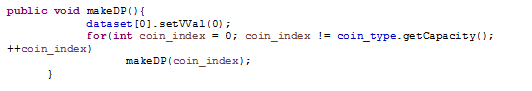 public void makeDP(){
dataset[0].setVVal(0);
for(int coin_index = 0; coin_index != coin_type.getCapacity();
++coin_index)
makeDP(coin_index);
}